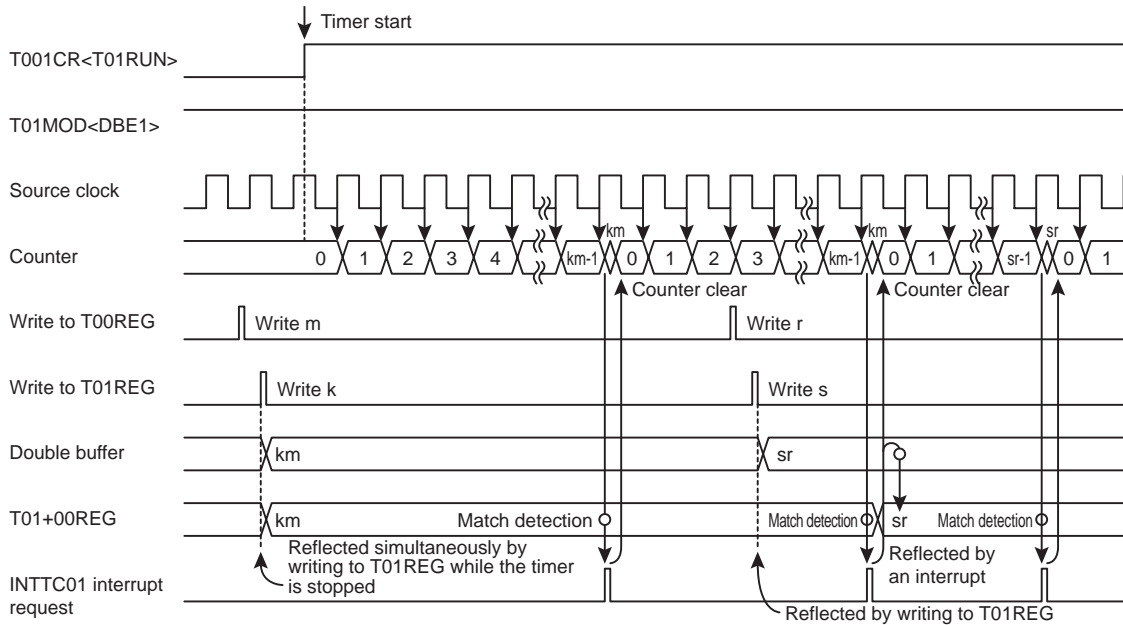 Timer start
T001CR<T01RUN>
T01MOD<DBE1>
Source clock
km km sr
Counter 0 1 2 3 4 km-1 0 1 2 3 km-1 0 1 sr-1 0 1
Counter clear Counter clear
Write to T00REG Write m Write r
Write to T01REG Write k Write s
Double buffer km sr
T01+00REG km Match detection Match detection sr Match detection
Reflected simultaneously by
writing to T01REG while the timer
is stopped
Reflected by
an interrupt
INTTC01 interrupt
request
Reflected by writing to T01REG